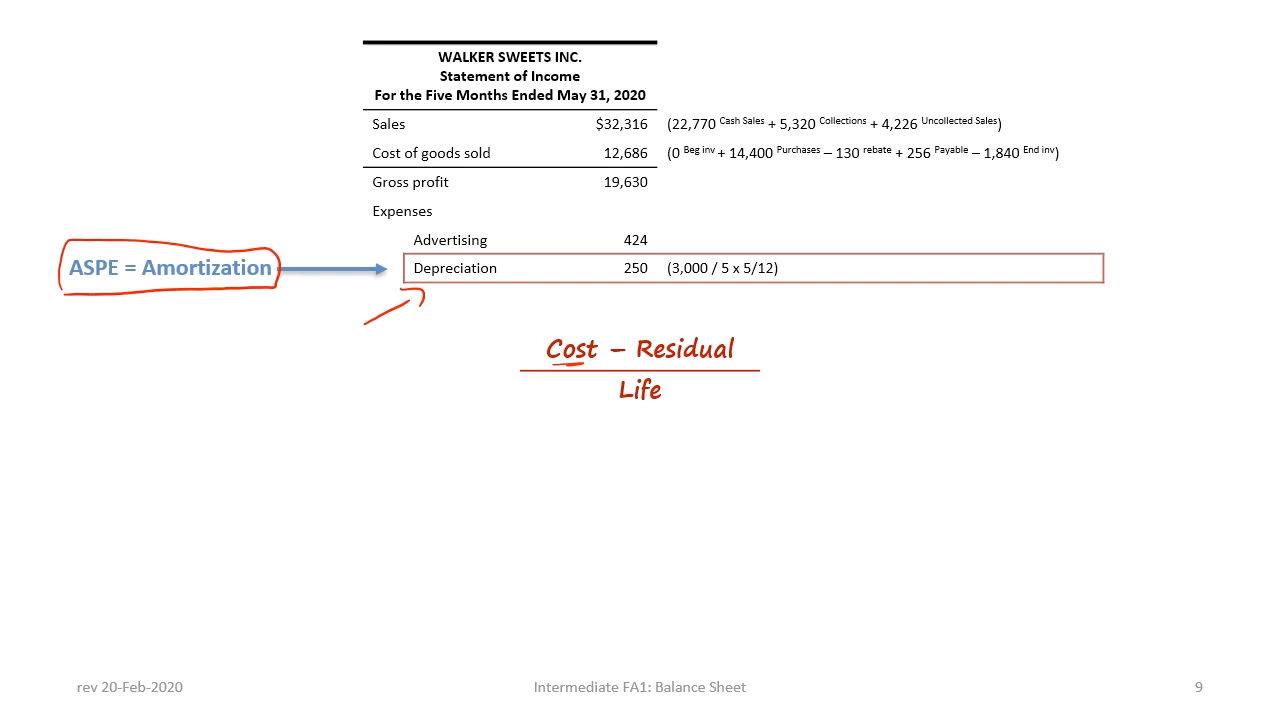 WALKER SWEETS INC.
Statement of Income
For the Five Months Ended May 31, 2020
Sales $32,316 (22,770 Cash Sales + 5,320 Collections + 4,226 Uncollected Sales)
Cost of goods sold 12,686 (0 Beg inv + 14,400 Purchases – 130 rebate + 256 Payable – 1,840 End inv)
Gross profit 19,630
Expenses
Advertising 424
ASPE = Amortization Depreciation 250 (3,000 / 5 x 5/12)
Cost – Residual
Life
rev 20-Feb-2020 Intermediate FA1: Balance Sheet 9